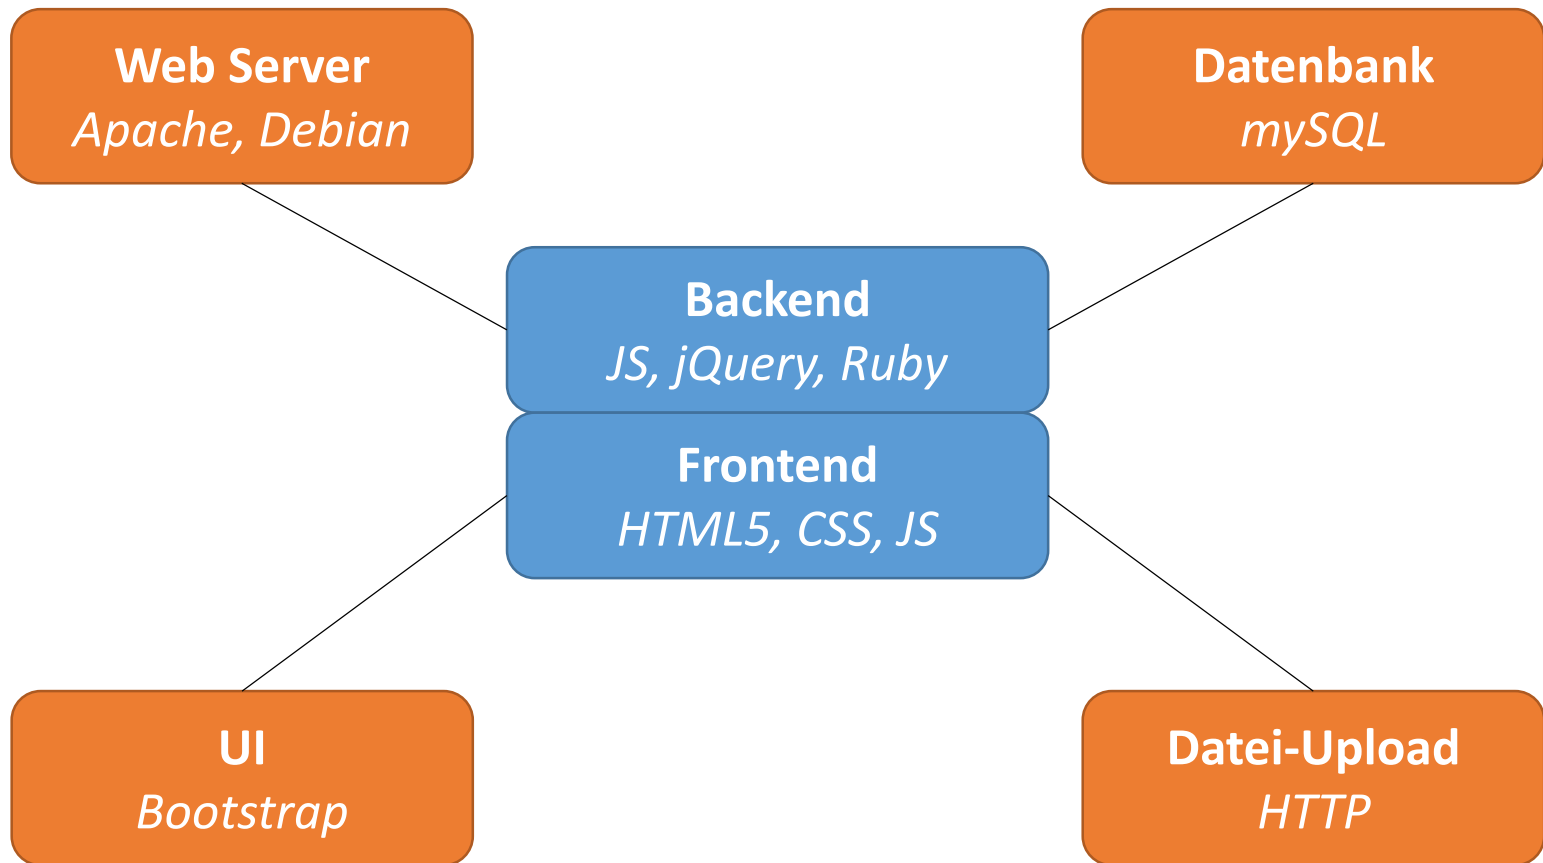 Web Server
Apache, Debian
Datenbank
mySQL
Backend
JS, jQuery, Ruby
Frontend
HTML5, CSS, JS
UI
Bootstrap
Datei-Upload
HTTP